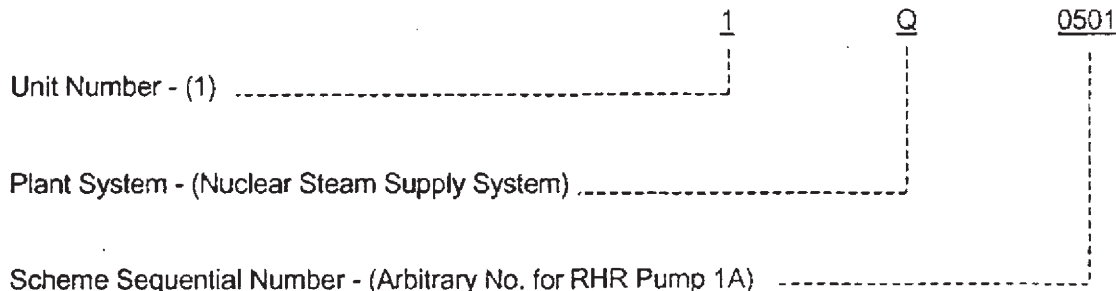 1 Q 0501
Unit Number - (1)
Plant System - (Nuclear Steam Supply System)
Scheme Sequential Number - (Arbitrary No. for RHR Pump 1A)